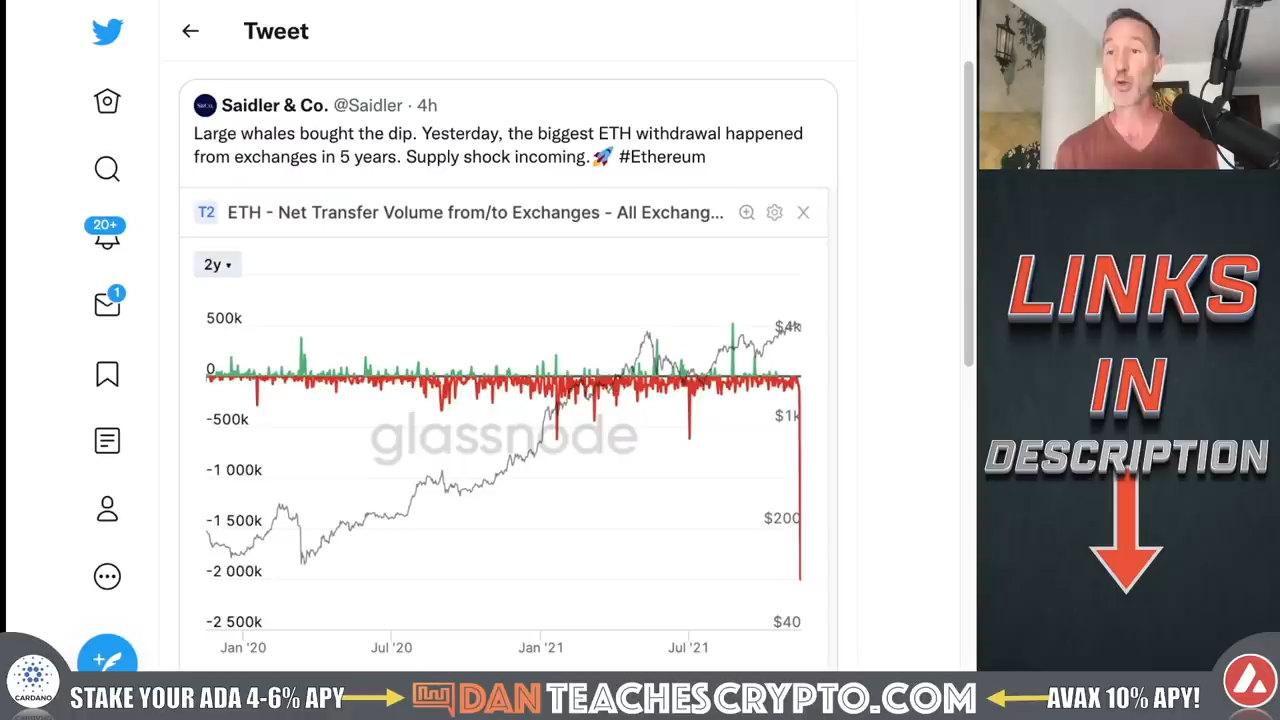 Tweet
Saidler & Co. @Saidler · 4h
Large whales bought the dip. Yesterday, the biggest ETH withdrawal happened
from exchanges in 5 years. Supply shock incoming.🚀 #Ethereum
T2 ETH - Net Transfer Volume from/to Exchanges - All Exchang...
2y
20+
1
500k
0
-500k
-1 000k
-1 500k
-2 000k
-2 500k
$4k
$1k
$200
$40
glassnode
Jan '20 Jul '20 Jan '21 Jul '21
LINKS
IN
DESCRIPTION
CARDANO
STAKE YOUR ADA 4-6% APY DANTEACHESCRYPTO.COM AVAX 10% APY!